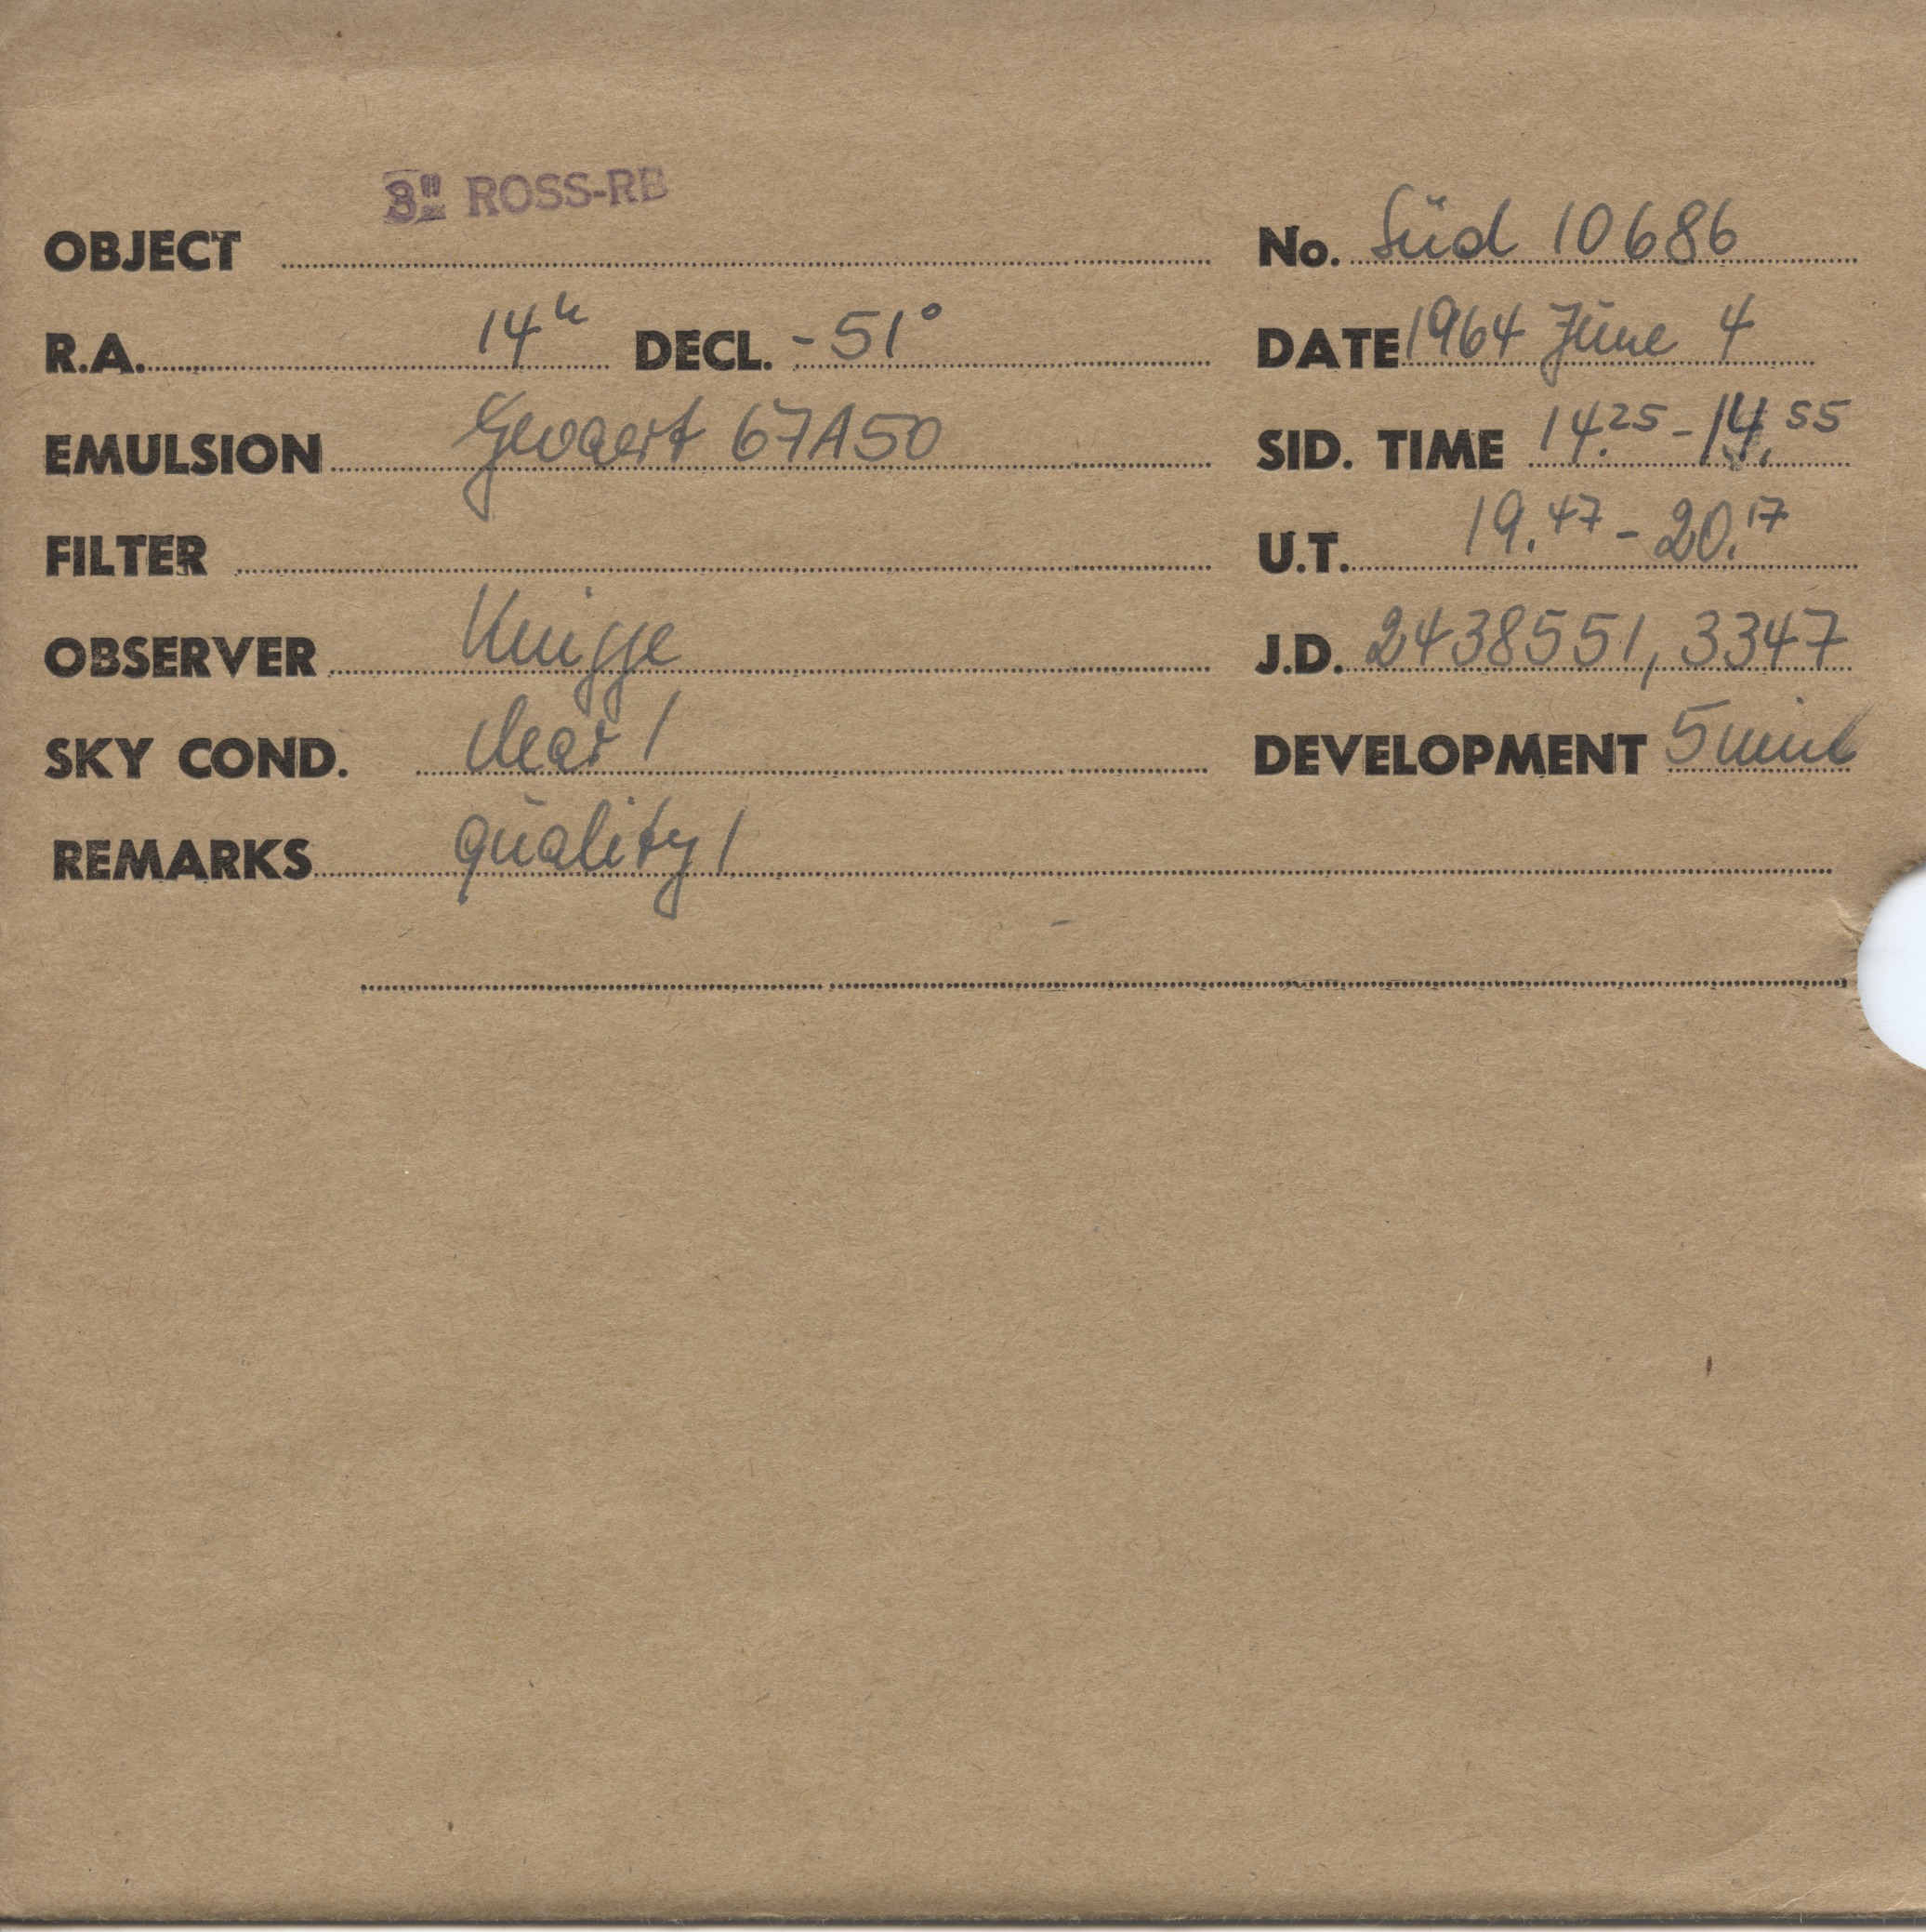 3" ROSS-RB
OBJECT No. Süd 10686
R.A. 14h DECL. -51° DATE 1964 Jūne 4
EMULSION Gevaert 67A50 SID. TIME 14.25 - 14.55
FILTER U.T. 19.47 - 20.17
OBSERVER Knigge J.D. 2438551,3347
SKY COND. clear 1 DEVELOPMENT 5 min
REMARKS quality 1